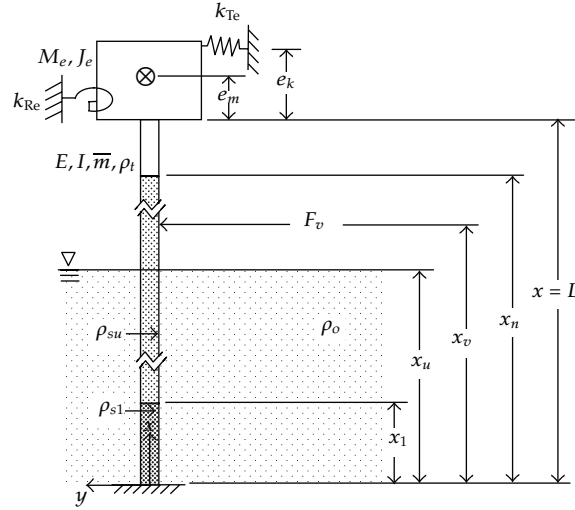 k_Te
M_e, J_e
k_Re
e_m
e_k
E, I, m̅, ρ_t
F_v
x = L
x_n
x_v
x_u
ρ_su
ρ_o
ρ_s1
x_1
x
y